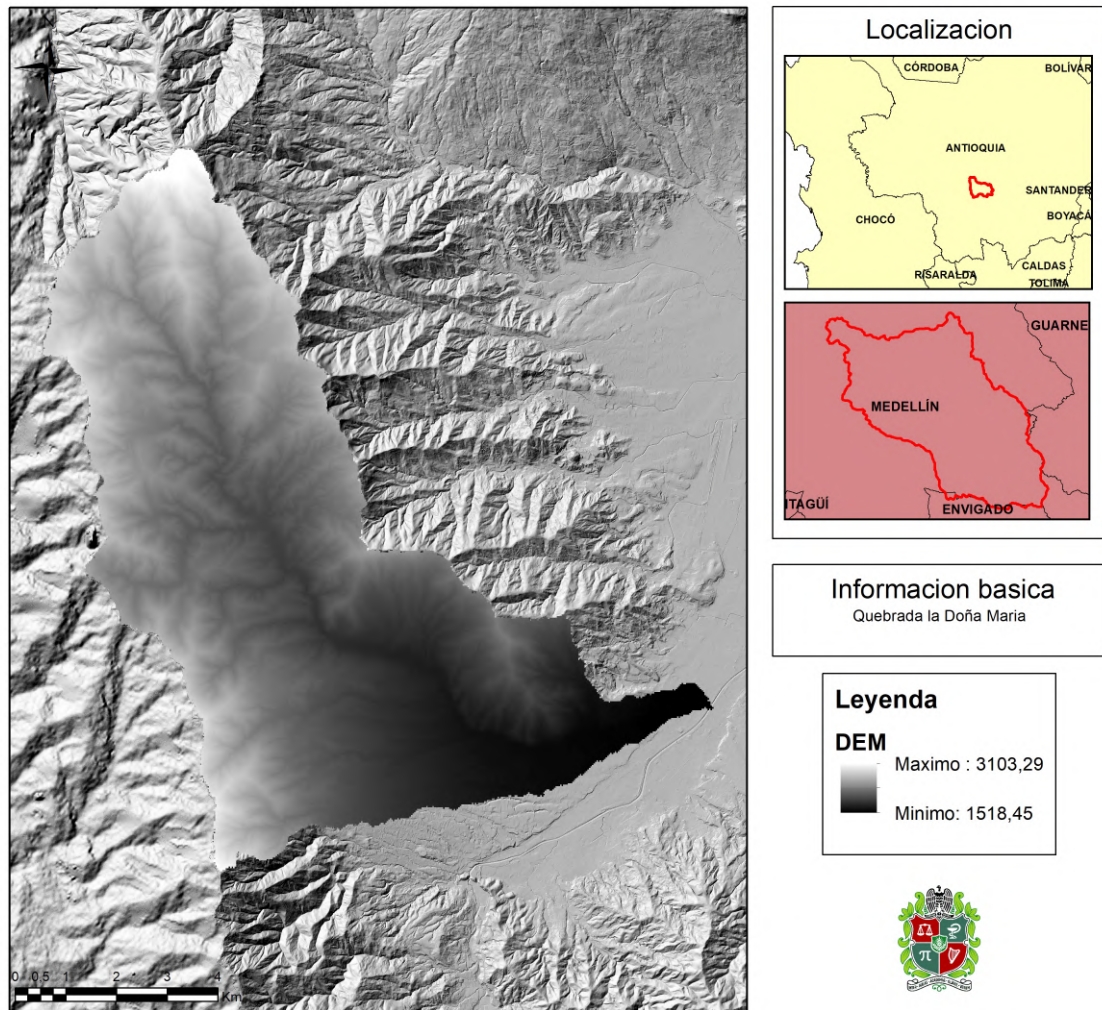 Localizacion
CÓRDOBA
BOLÍVAR
ANTIOQUIA
SANTANDER
BOYACÁ
CHOCÓ
CALDAS
RISARALDA
TOLIMA
GUARNE
MEDELLÍN
ITAGÜÍ
ENVIGADO
Informacion basica
Quebrada la Doña Maria
Leyenda
DEM
Maximo : 3103,29
Minimo: 1518,45
0 0,5 1 2 3 4
Km
π